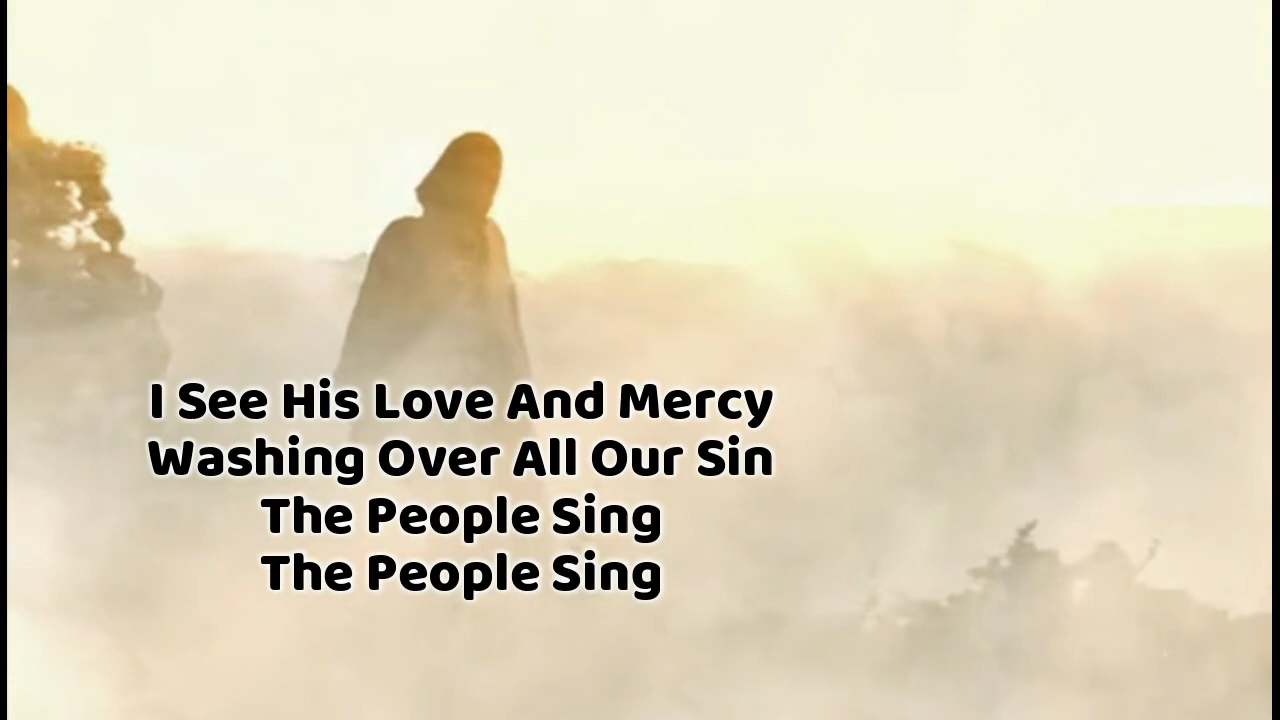 I See His Love And Mercy
Washing Over All Our Sin
The People Sing
The People Sing